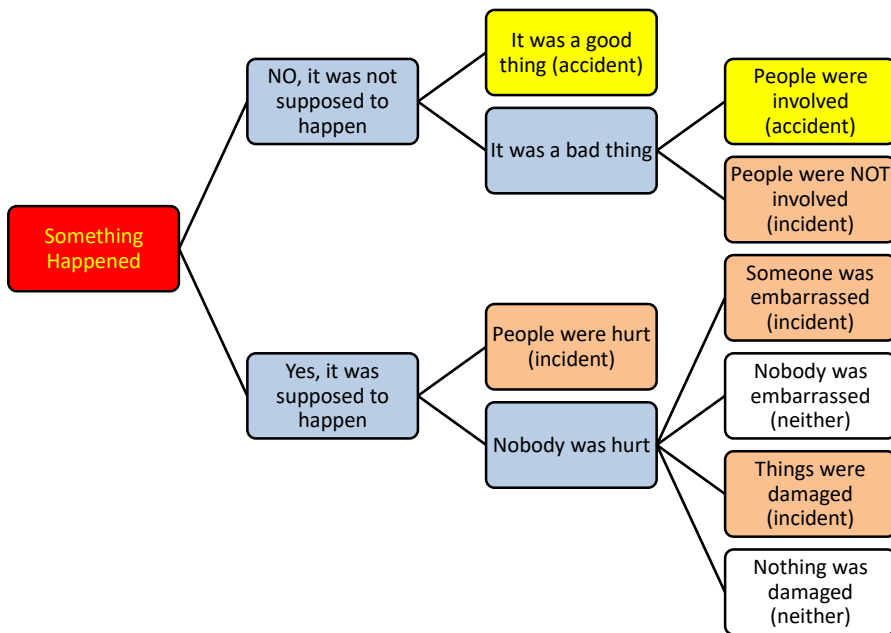 Something
Happened
NO, it was not
supposed to
happen
It was a good
thing (accident)
It was a bad thing
People were
involved
(accident)
People were NOT
involved
(incident)
Yes, it was
supposed to
happen
People were hurt
(incident)
Nobody was hurt
Someone was
embarrassed
(incident)
Nobody was
embarrassed
(neither)
Things were
damaged
(incident)
Nothing was
damaged
(neither)